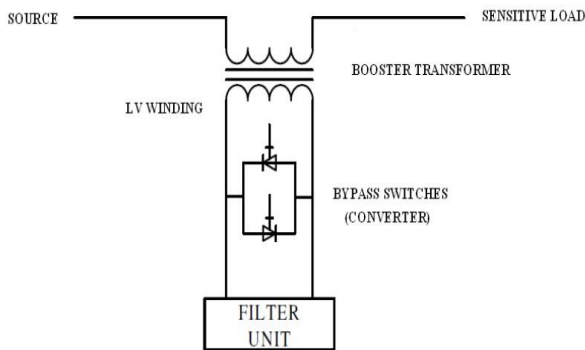 SOURCE
SENSITIVE LOAD
BOOSTER TRANSFORMER
LV WINDING
BYPASS SWITCHES
(CONVERTER)
FILTER
UNIT